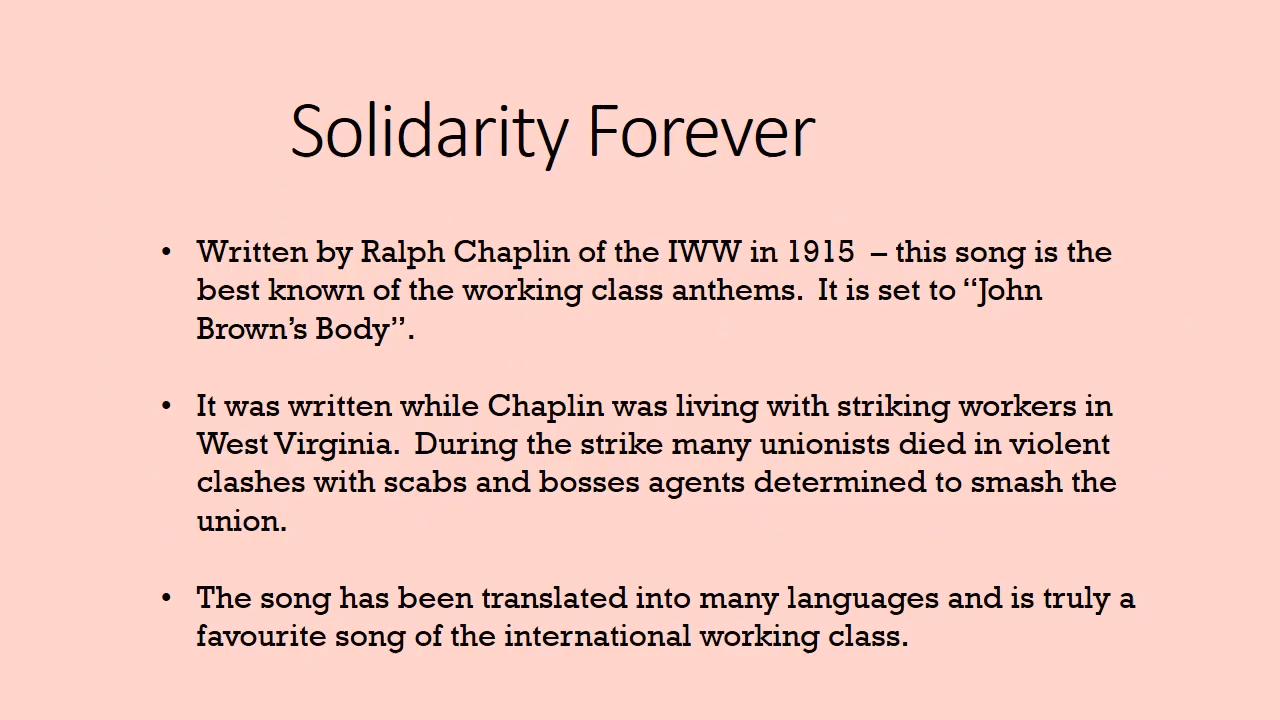 Solidarity Forever
• Written by Ralph Chaplin of the IWW in 1915  – this song is the
best known of the working class anthems.  It is set to “John
Brown’s Body”.
• It was written while Chaplin was living with striking workers in
West Virginia.  During the strike many unionists died in violent
clashes with scabs and bosses agents determined to smash the
union.
• The song has been translated into many languages and is truly a
favourite song of the international working class.